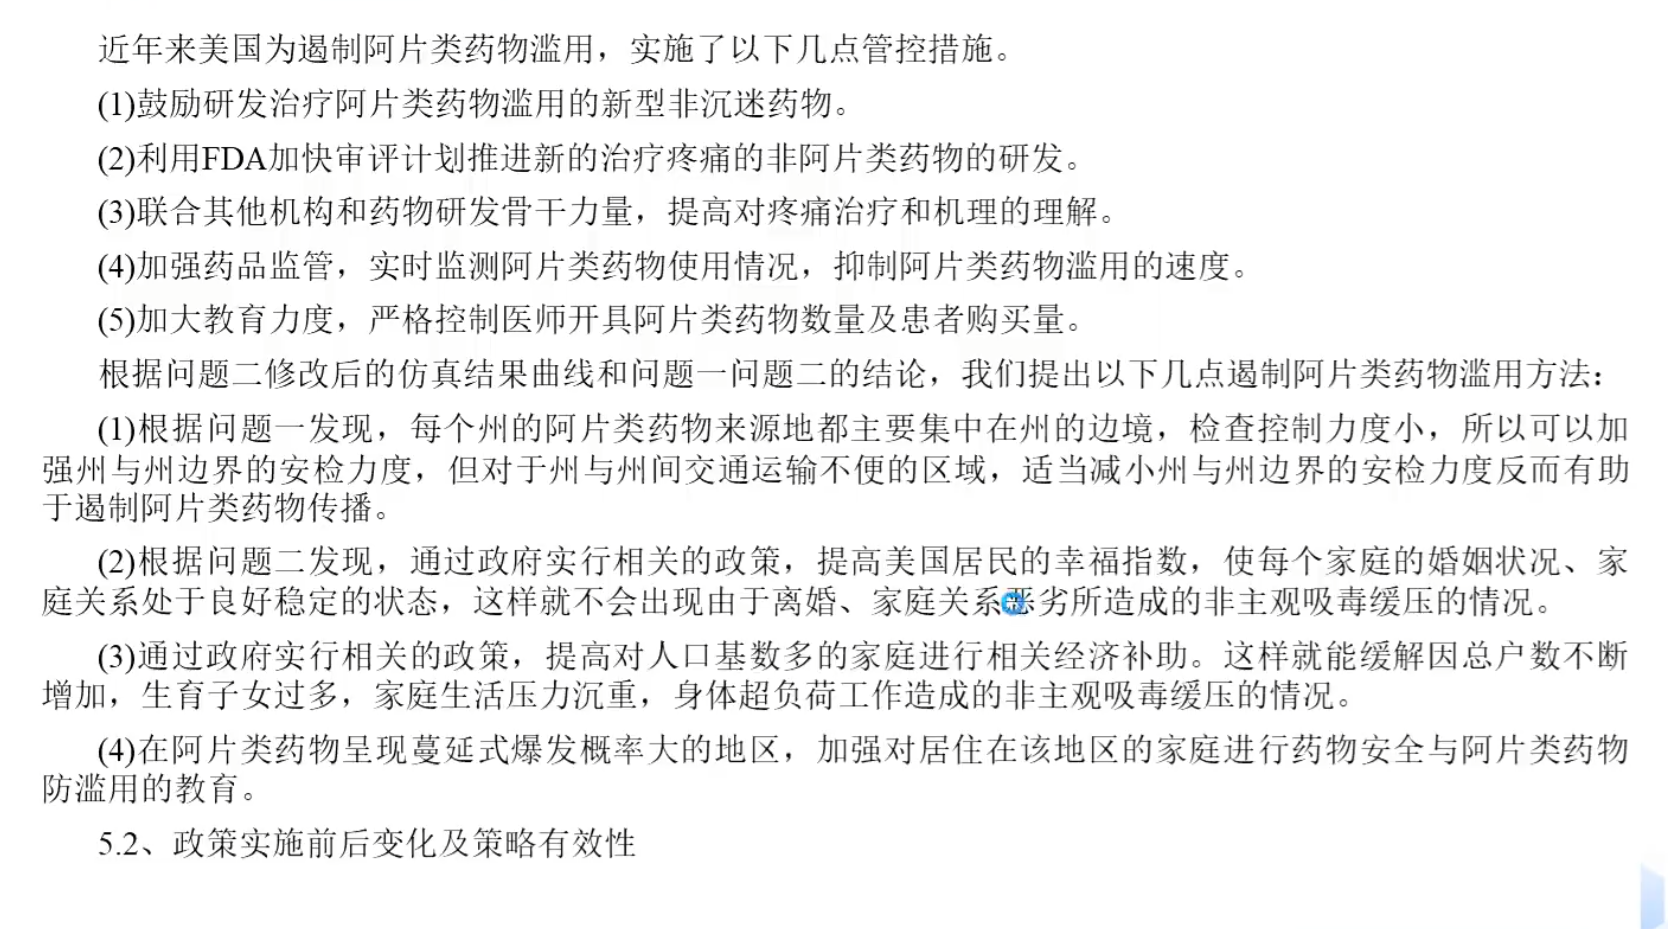 近年来美国为遏制阿片类药物滥用，实施了以下几点管控措施。
(1)鼓励研发治疗阿片类药物滥用的新型非沉迷药物。
(2)利用FDA加快审评计划推进新的治疗疼痛的非阿片类药物的研发。
(3)联合其他机构和药物研发骨干力量，提高对疼痛治疗和机理的理解。
(4)加强药品监管，实时监测阿片类药物使用情况，抑制阿片类药物滥用的速度。
(5)加大教育力度，严格控制医师开具阿片类药物数量及患者购买量。
根据问题二修改后的仿真结果曲线和问题一问题二的结论，我们提出以下几点遏制阿片类药物滥用方法：
(1)根据问题一发现，每个州的阿片类药物来源地都主要集中在州的边境，检查控制力度小，所以可以加
强州与州边界的安检力度，但对于州与州间交通运输不便的区域，适当减小州与州边界的安检力度反而有助
于遏制阿片类药物传播。
(2)根据问题二发现，通过政府实行相关的政策，提高美国居民的幸福指数，使每个家庭的婚姻状况、家
庭关系处于良好稳定的状态，这样就不会出现由于离婚、家庭关系恶劣所造成的非主观吸毒缓压的情况。
(3)通过政府实行相关的政策，提高对人口基数多的家庭进行相关经济补助。这样就能缓解因总户数不断
增加，生育子女过多，家庭生活压力沉重，身体超负荷工作造成的非主观吸毒缓压的情况。
(4)在阿片类药物呈现蔓延式爆发概率大的地区，加强对居住在该地区的家庭进行药物安全与阿片类药物
防滥用的教育。
5.2、政策实施前后变化及策略有效性